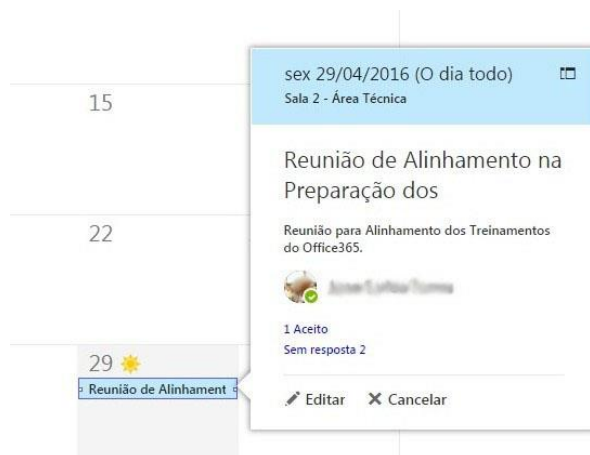 15
22
29
Reunião de Alinhament
sex 29/04/2016 (O dia todo)
Sala 2 - Área Técnica
Reunião de Alinhamento na
Preparação dos
Reunião para Alinhamento dos Treinamentos
do Office365.
1 Aceito
Sem resposta 2
Editar
Cancelar